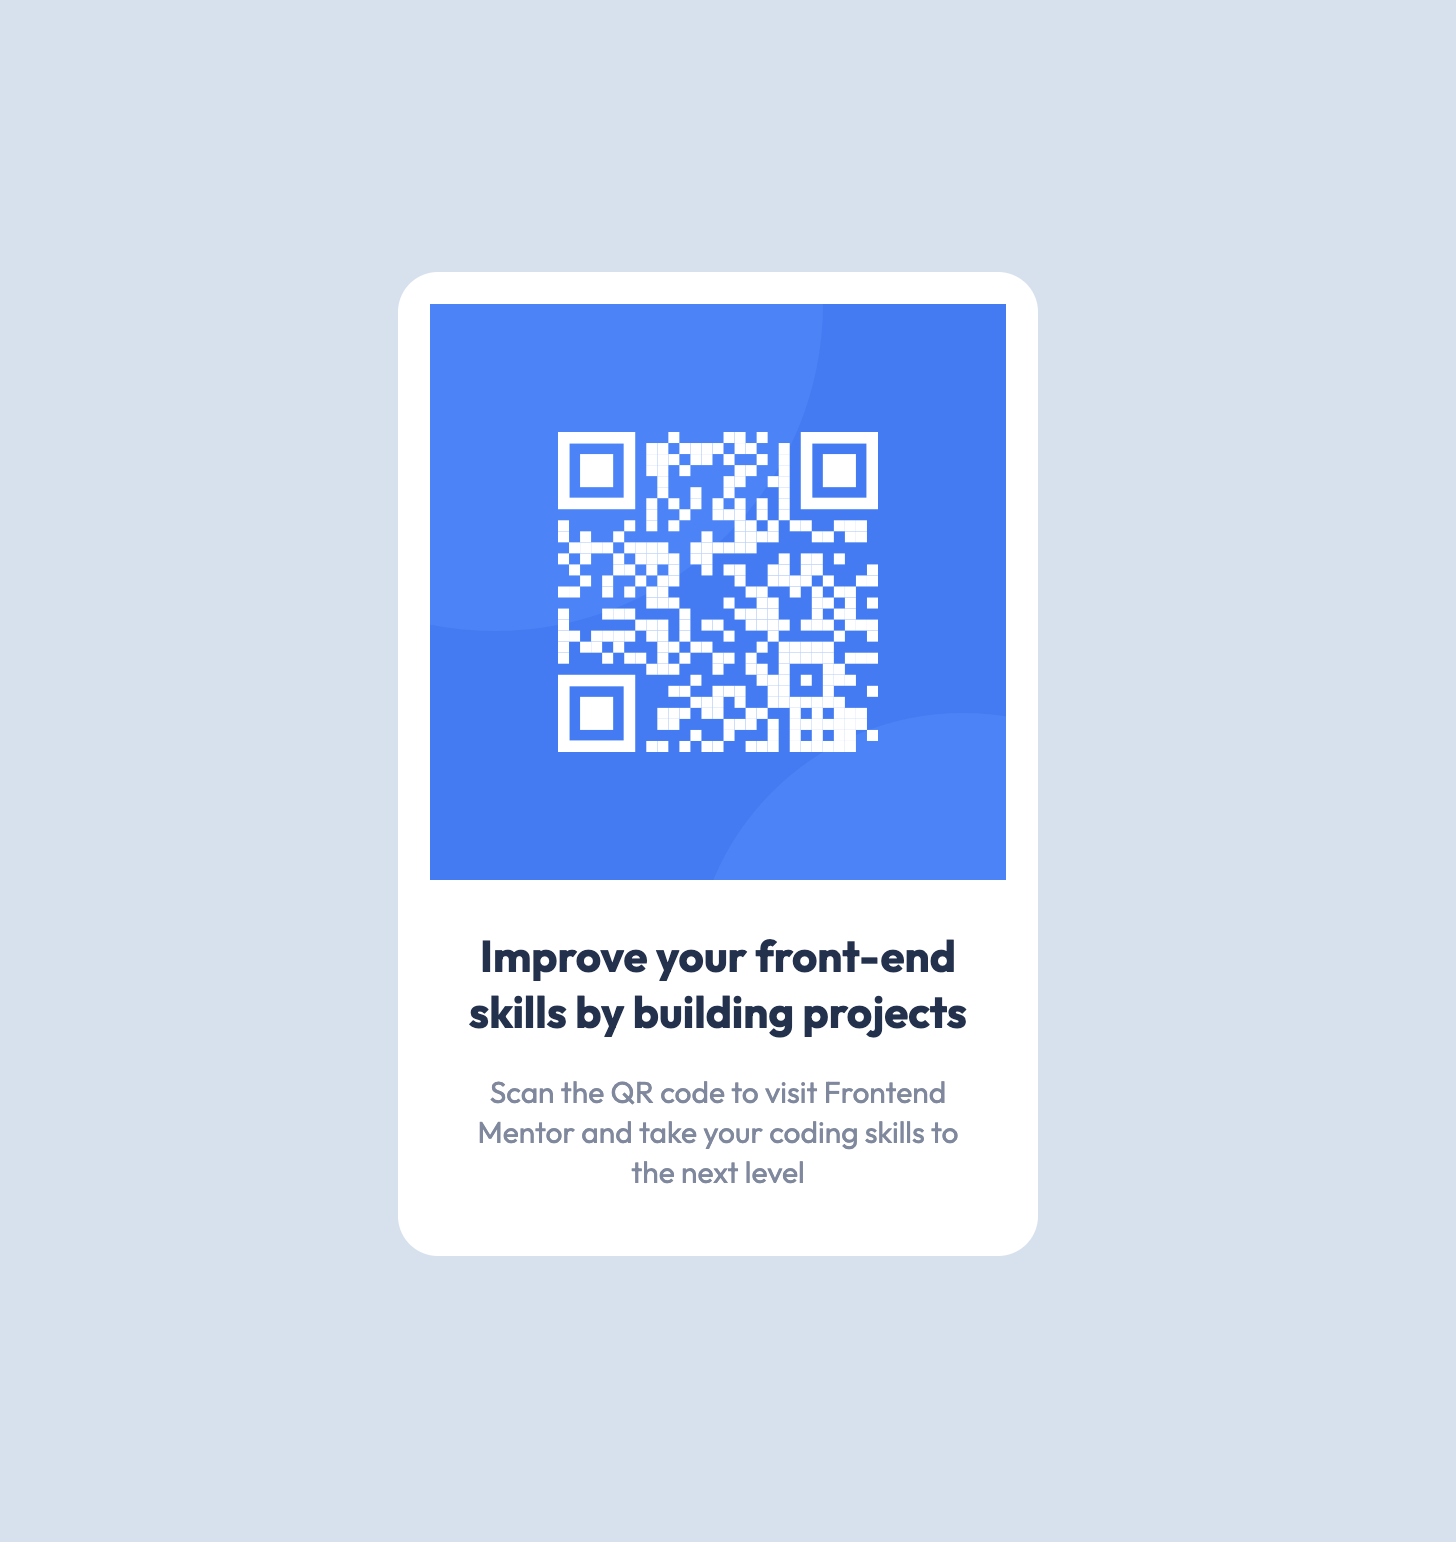 Improve your front-end
skills by building projects
Scan the QR code to visit Frontend
Mentor and take your coding skills to
the next level